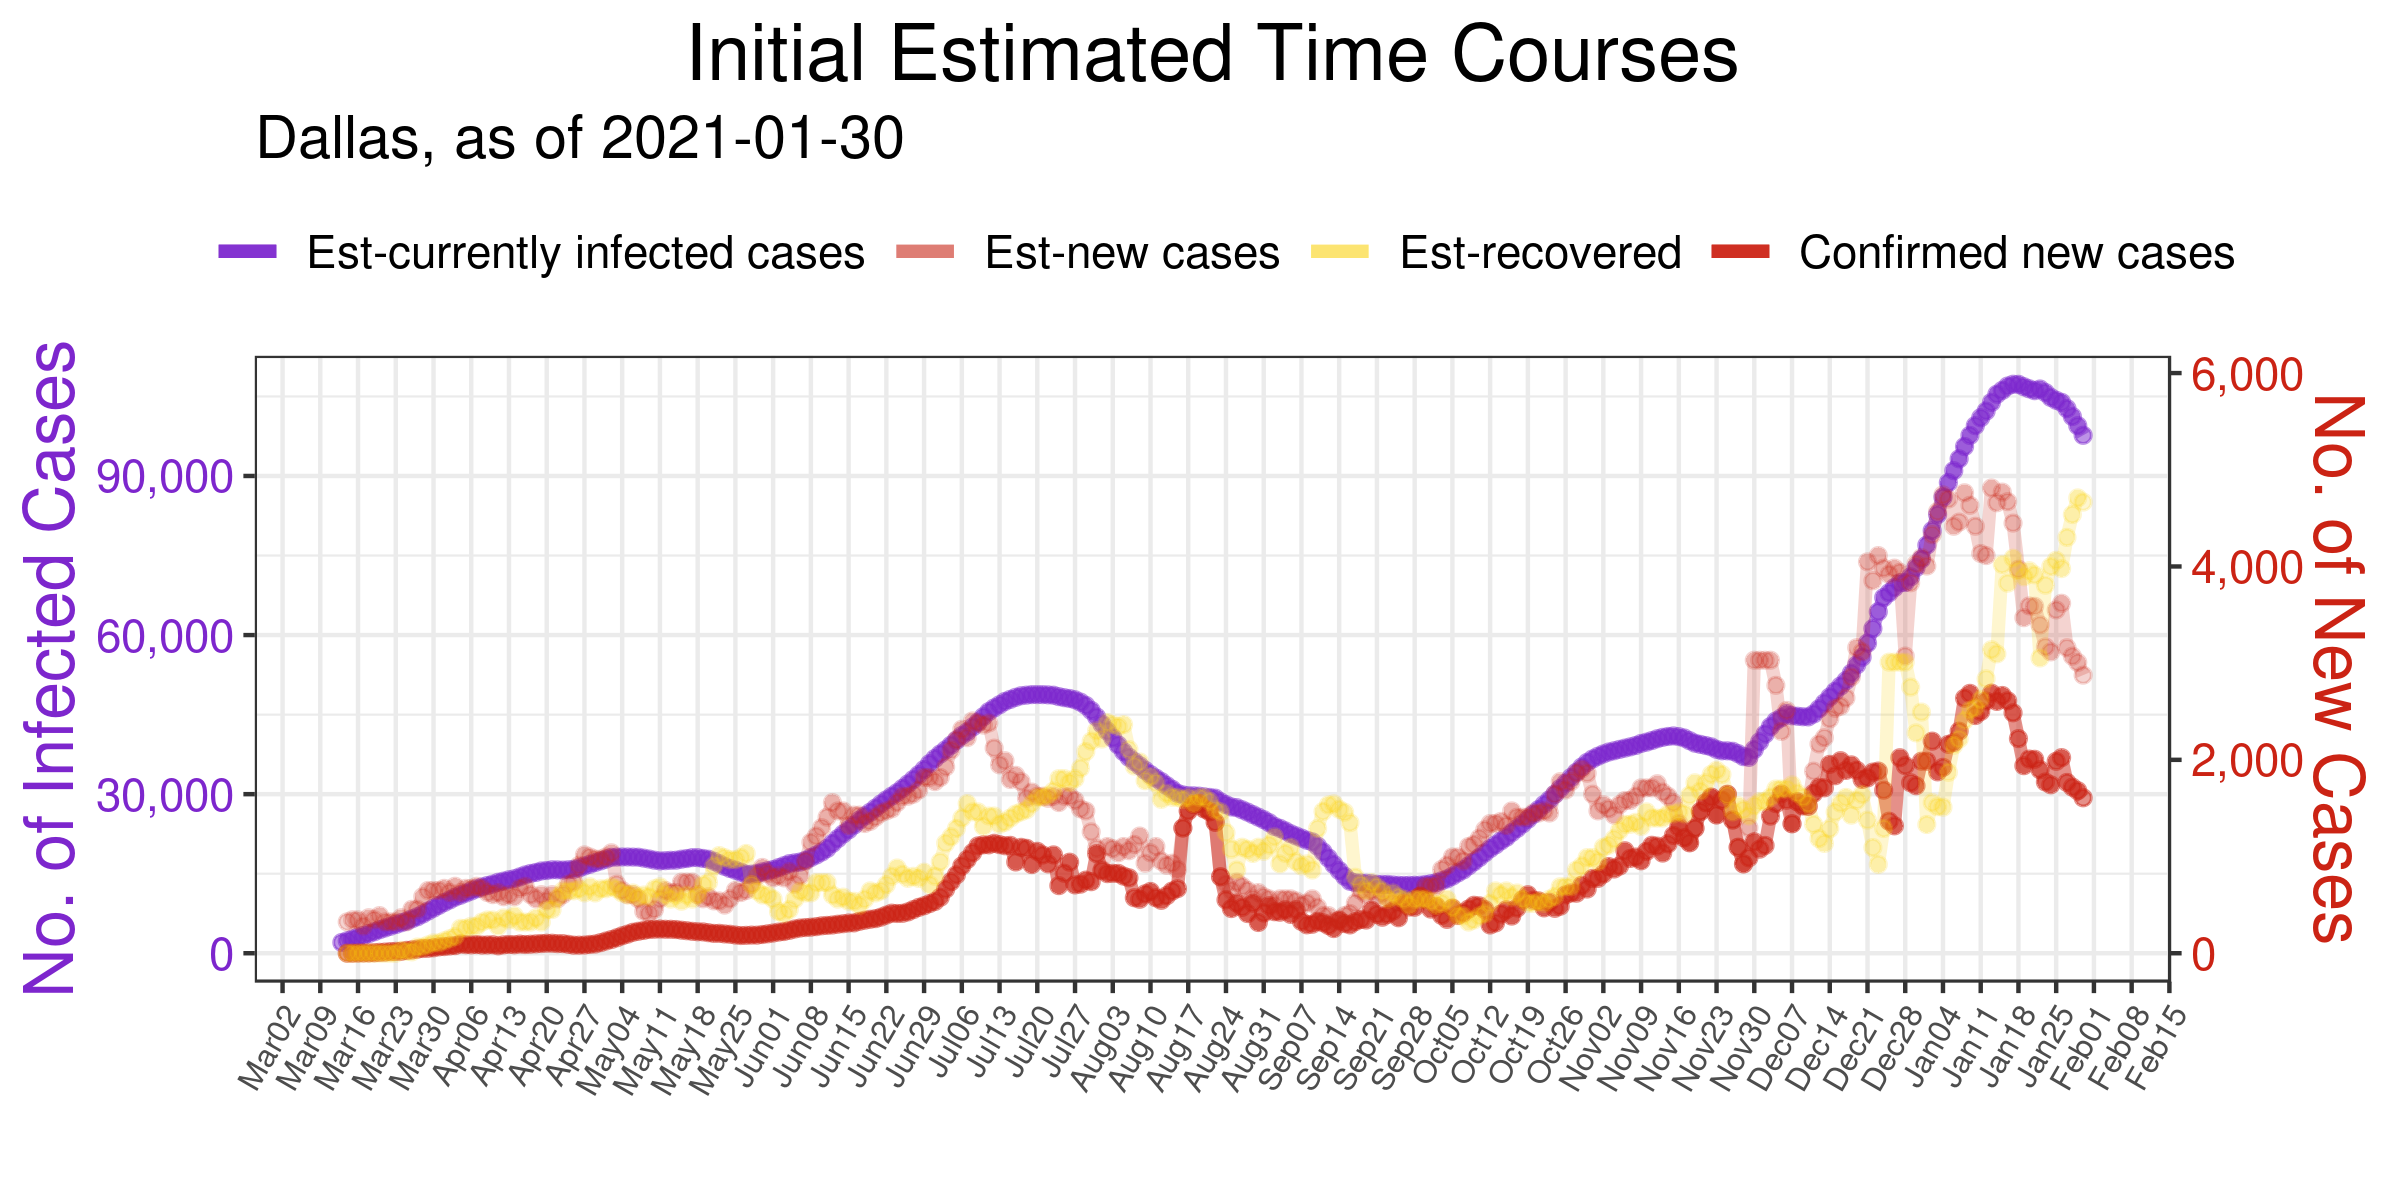 Initial Estimated Time Courses
Dallas, as of 2021-01-30
Est-currently infected cases Est-new cases Est-recovered Confirmed new cases
No. of Infected Cases
90,000
60,000
30,000
0
6,000
4,000
2,000
0
No. of New Cases
Mar02 Mar09 Mar16 Mar23 Mar30 Apr06 Apr13 Apr20 Apr27 May04 May11 May18 May25 Jun01 Jun08 Jun15 Jun22 Jun29 Jul06 Jul13 Jul20 Jul27 Aug03 Aug10 Aug17 Aug24 Aug31 Sep07 Sep14 Sep21 Sep28 Oct05 Oct12 Oct19 Oct26 Nov02 Nov09 Nov16 Nov23 Nov30 Dec07 Dec14 Dec21 Dec28 Jan04 Jan11 Jan18 Jan25 Feb01 Feb08 Feb15